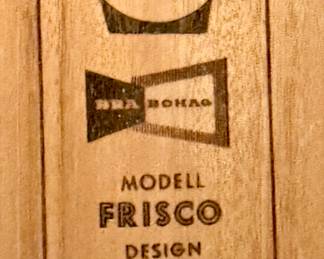 BRA BOHAG
MODELL
FRISCO
DESIGN